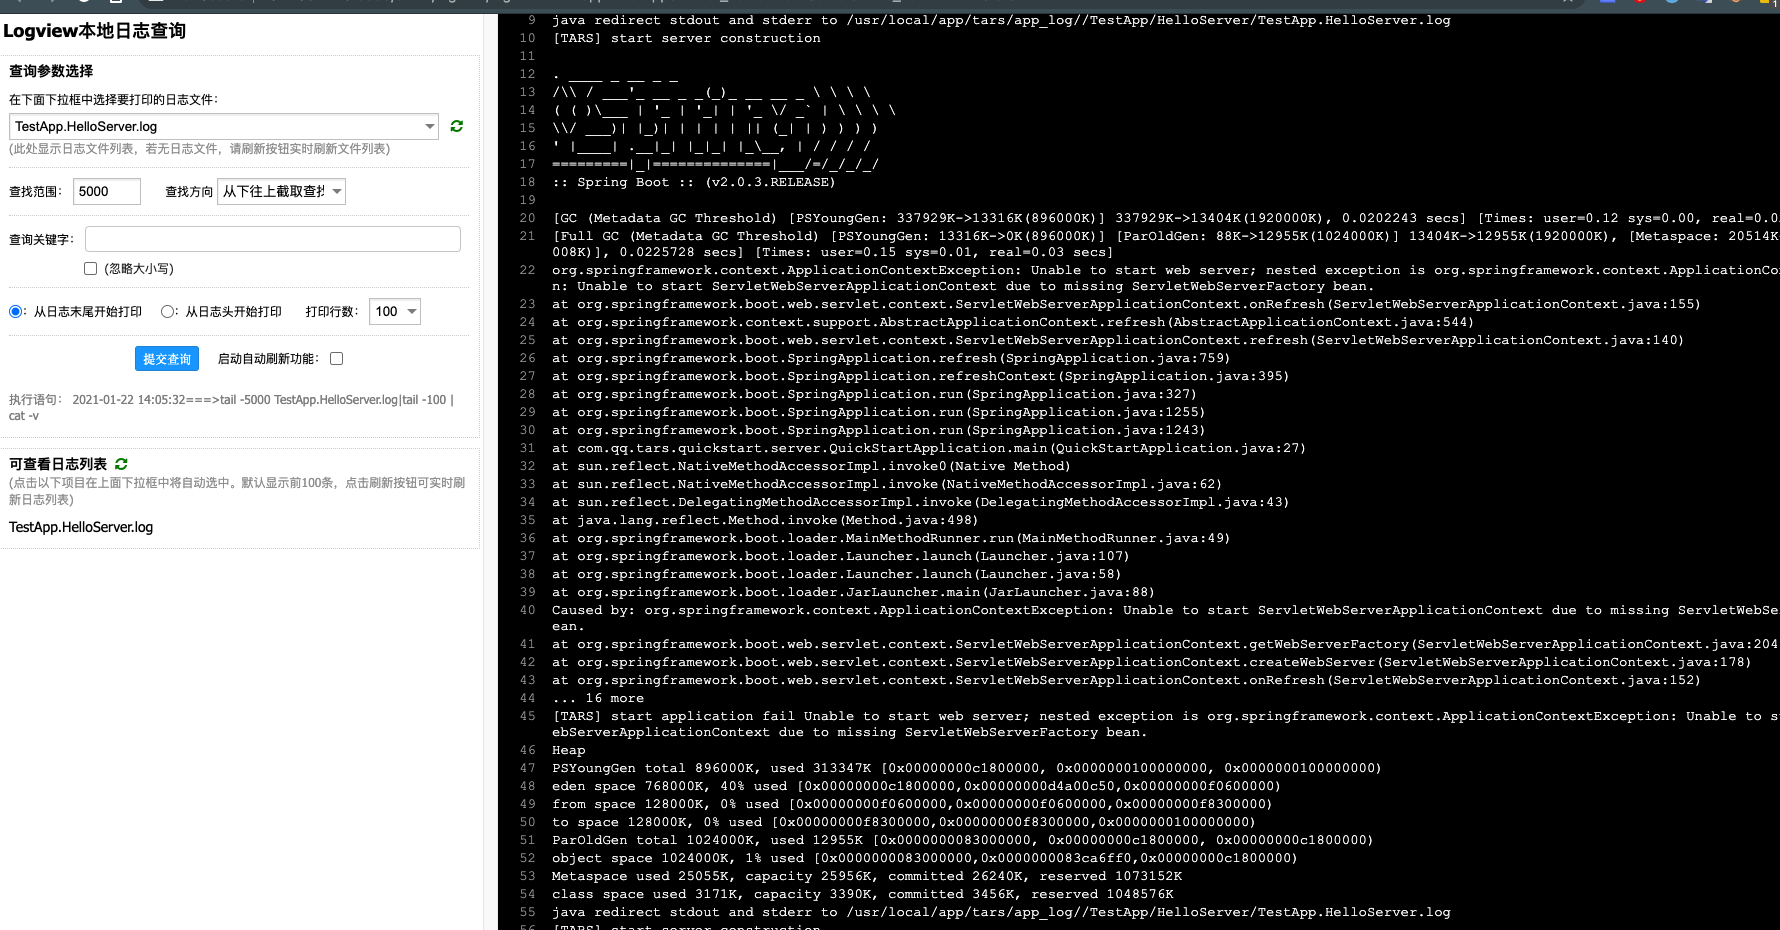 Logview本地日志查询
查询参数选择
在下面下拉框中选择要打印的日志文件：
TestApp.HelloServer.log
(此处显示日志文件列表，若无日志文件，请刷新按钮实时刷新文件列表)
查找范围： 5000 查找方向 从下往上截取查找
查询关键字：
(忽略大小写)
：从日志末尾开始打印 ：从日志头开始打印 打印行数： 100
提交查询 启动自动刷新功能：
执行语句： 2021-01-22 14:05:32===>tail -5000 TestApp.HelloServer.log|tail -100 |
cat -v
可查看日志列表
(点击以下项目在上面下拉框中将自动选中。默认显示前100条，点击刷新按钮可实时刷
新日志列表)
TestApp.HelloServer.log
9 java redirect stdout and stderr to /usr/local/app/tars/app_log//TestApp/HelloServer/TestApp.HelloServer.log
10 [TARS] start server construction
11
12 . ____ _ __ _ _
13 /\\ / ___'_ __ _ _(_)_ __ __ _ \ \ \ \
14 ( ( )\___ | '_ | '_| | '_ \/ _` | \ \ \ \
15 \\/ ___)| |_)| | | | | || (_| | ) ) ) )
16 ' |____| .__|_| |_|_| |_\__, | / / / /
17 =========|_|==============|___/=/_/_/_/
18 :: Spring Boot :: (v2.0.3.RELEASE)
19
20 [GC (Metadata GC Threshold) [PSYoungGen: 337929K->13316K(896000K)] 337929K->13404K(1920000K), 0.0202243 secs] [Times: user=0.12 sys=0.00, real=0.0
21 [Full GC (Metadata GC Threshold) [PSYoungGen: 13316K->0K(896000K)] [ParOldGen: 88K->12955K(1024000K)] 13404K->12955K(1920000K), [Metaspace: 20514K
008K)], 0.0225728 secs] [Times: user=0.15 sys=0.01, real=0.03 secs]
22 org.springframework.context.ApplicationContextException: Unable to start web server; nested exception is org.springframework.context.ApplicationCo
n: Unable to start ServletWebServerApplicationContext due to missing ServletWebServerFactory bean.
23 at org.springframework.boot.web.servlet.context.ServletWebServerApplicationContext.onRefresh(ServletWebServerApplicationContext.java:155)
24 at org.springframework.context.support.AbstractApplicationContext.refresh(AbstractApplicationContext.java:544)
25 at org.springframework.boot.web.servlet.context.ServletWebServerApplicationContext.refresh(ServletWebServerApplicationContext.java:140)
26 at org.springframework.boot.SpringApplication.refresh(SpringApplication.java:759)
27 at org.springframework.boot.SpringApplication.refreshContext(SpringApplication.java:395)
28 at org.springframework.boot.SpringApplication.run(SpringApplication.java:327)
29 at org.springframework.boot.SpringApplication.run(SpringApplication.java:1255)
30 at org.springframework.boot.SpringApplication.run(SpringApplication.java:1243)
31 at com.qq.tars.quickstart.server.QuickStartApplication.main(QuickStartApplication.java:27)
32 at sun.reflect.NativeMethodAccessorImpl.invoke0(Native Method)
33 at sun.reflect.NativeMethodAccessorImpl.invoke(NativeMethodAccessorImpl.java:62)
34 at sun.reflect.DelegatingMethodAccessorImpl.invoke(DelegatingMethodAccessorImpl.java:43)
35 at java.lang.reflect.Method.invoke(Method.java:498)
36 at org.springframework.boot.loader.MainMethodRunner.run(MainMethodRunner.java:49)
37 at org.springframework.boot.loader.Launcher.launch(Launcher.java:107)
38 at org.springframework.boot.loader.Launcher.launch(Launcher.java:58)
39 at org.springframework.boot.loader.JarLauncher.main(JarLauncher.java:88)
40 Caused by: org.springframework.context.ApplicationContextException: Unable to start ServletWebServerApplicationContext due to missing ServletWebSe
ean.
41 at org.springframework.boot.web.servlet.context.ServletWebServerApplicationContext.getWebServerFactory(ServletWebServerApplicationContext.java:204
42 at org.springframework.boot.web.servlet.context.ServletWebServerApplicationContext.createWebServer(ServletWebServerApplicationContext.java:178)
43 at org.springframework.boot.web.servlet.context.ServletWebServerApplicationContext.onRefresh(ServletWebServerApplicationContext.java:152)
44 ... 16 more
45 [TARS] start application fail Unable to start web server; nested exception is org.springframework.context.ApplicationContextException: Unable to s
ebServerApplicationContext due to missing ServletWebServerFactory bean.
46 Heap
47 PSYoungGen total 896000K, used 313347K [0x00000000c1800000, 0x0000000100000000, 0x0000000100000000)
48 eden space 768000K, 40% used [0x00000000c1800000,0x00000000d4a00c50,0x00000000f0600000)
49 from space 128000K, 0% used [0x00000000f0600000,0x00000000f0600000,0x00000000f8300000)
50 to space 128000K, 0% used [0x00000000f8300000,0x00000000f8300000,0x0000000100000000)
51 ParOldGen total 1024000K, used 12955K [0x0000000083000000, 0x00000000c1800000, 0x00000000c1800000)
52 object space 1024000K, 1% used [0x0000000083000000,0x0000000083ca6ff0,0x00000000c1800000)
53 Metaspace used 25055K, capacity 25956K, committed 26240K, reserved 1073152K
54 class space used 3171K, capacity 3390K, committed 3456K, reserved 1048576K
55 java redirect stdout and stderr to /usr/local/app/tars/app_log//TestApp/HelloServer/TestApp.HelloServer.log
56 [TARS] start server construction